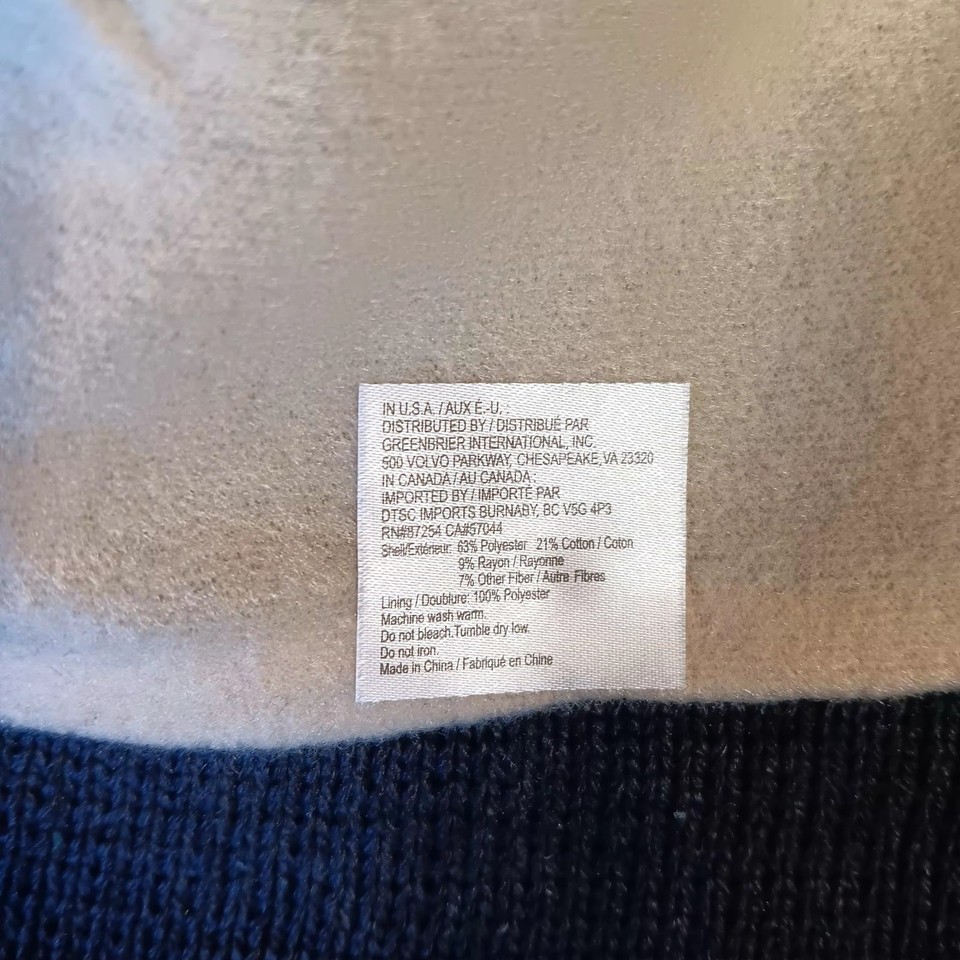 IN U.S.A. / AUX É.-U. :
DISTRIBUTED BY / DISTRIBUÉ PAR
GREENBRIER INTERNATIONAL, INC.
500 VOLVO PARKWAY, CHESAPEAKE, VA 23320
IN CANADA / AU CANADA :
IMPORTED BY / IMPORTÉ PAR
DTSC IMPORTS BURNABY, BC V5G 4P3
RN#87254 CA#57044
Shell/Extérieur: 63% Polyester 21% Cotton / Coton
9% Rayon / Rayonne
7% Other Fiber / Autre Fibres
Lining / Doublure: 100% Polyester
Machine wash warm.
Do not bleach.Tumble dry low.
Do not iron.
Made in China / Fabriqué en Chine